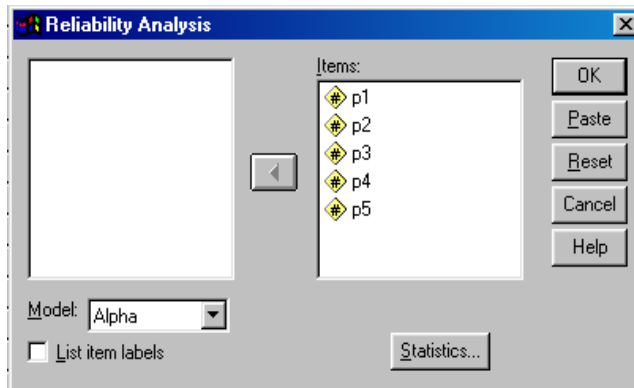 Reliability Analysis
Items:
p1
p2
p3
p4
p5
OK
Paste
Reset
Cancel
Help
Model: Alpha
List item labels
Statistics...